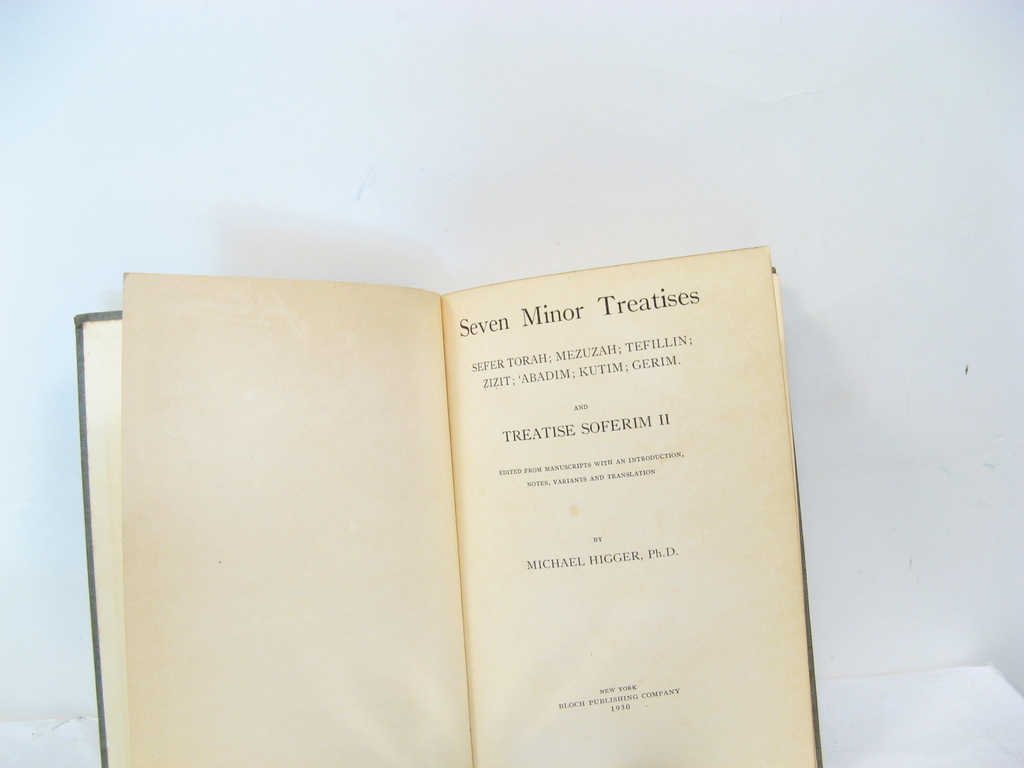 Seven Minor Treatises
SEFER TORAH; MEZUZAH; TEFILLIN;
ẒIẒIT; 'ABADIM; KUTIM; GERIM.
AND
TREATISE SOFERIM II
EDITED FROM MANUSCRIPTS WITH AN INTRODUCTION,
NOTES, VARIANTS AND TRANSLATION
BY
MICHAEL HIGGER, Ph.D.
NEW YORK
BLOCH PUBLISHING COMPANY
1930